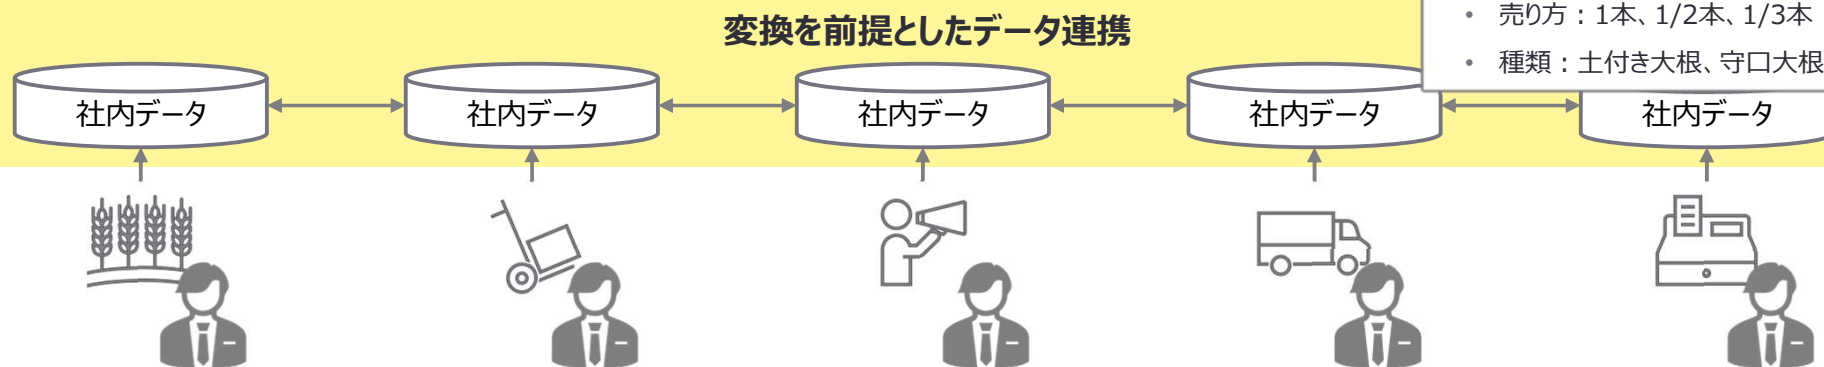 • 売り方：1本、1/2本、1/3本
変換を前提としたデータ連携
• 種類：土付き大根、守口大根
社内データ
社内データ
社内データ
社内データ
社内データ